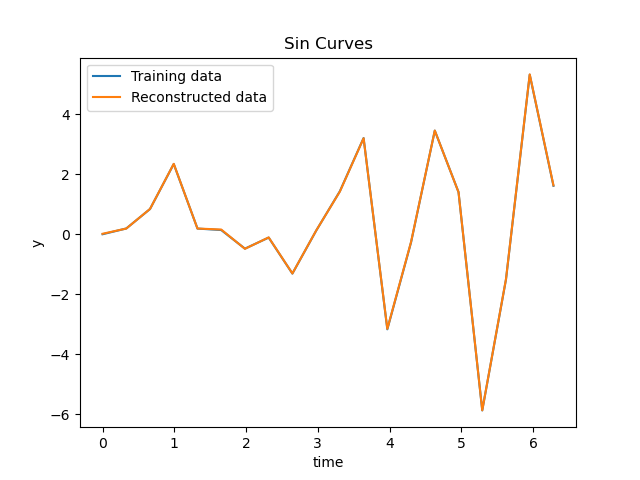 Sin Curves
Training data
Reconstructed data
4
2
0
−2
−4
−6
y
0 1 2 3 4 5 6
time